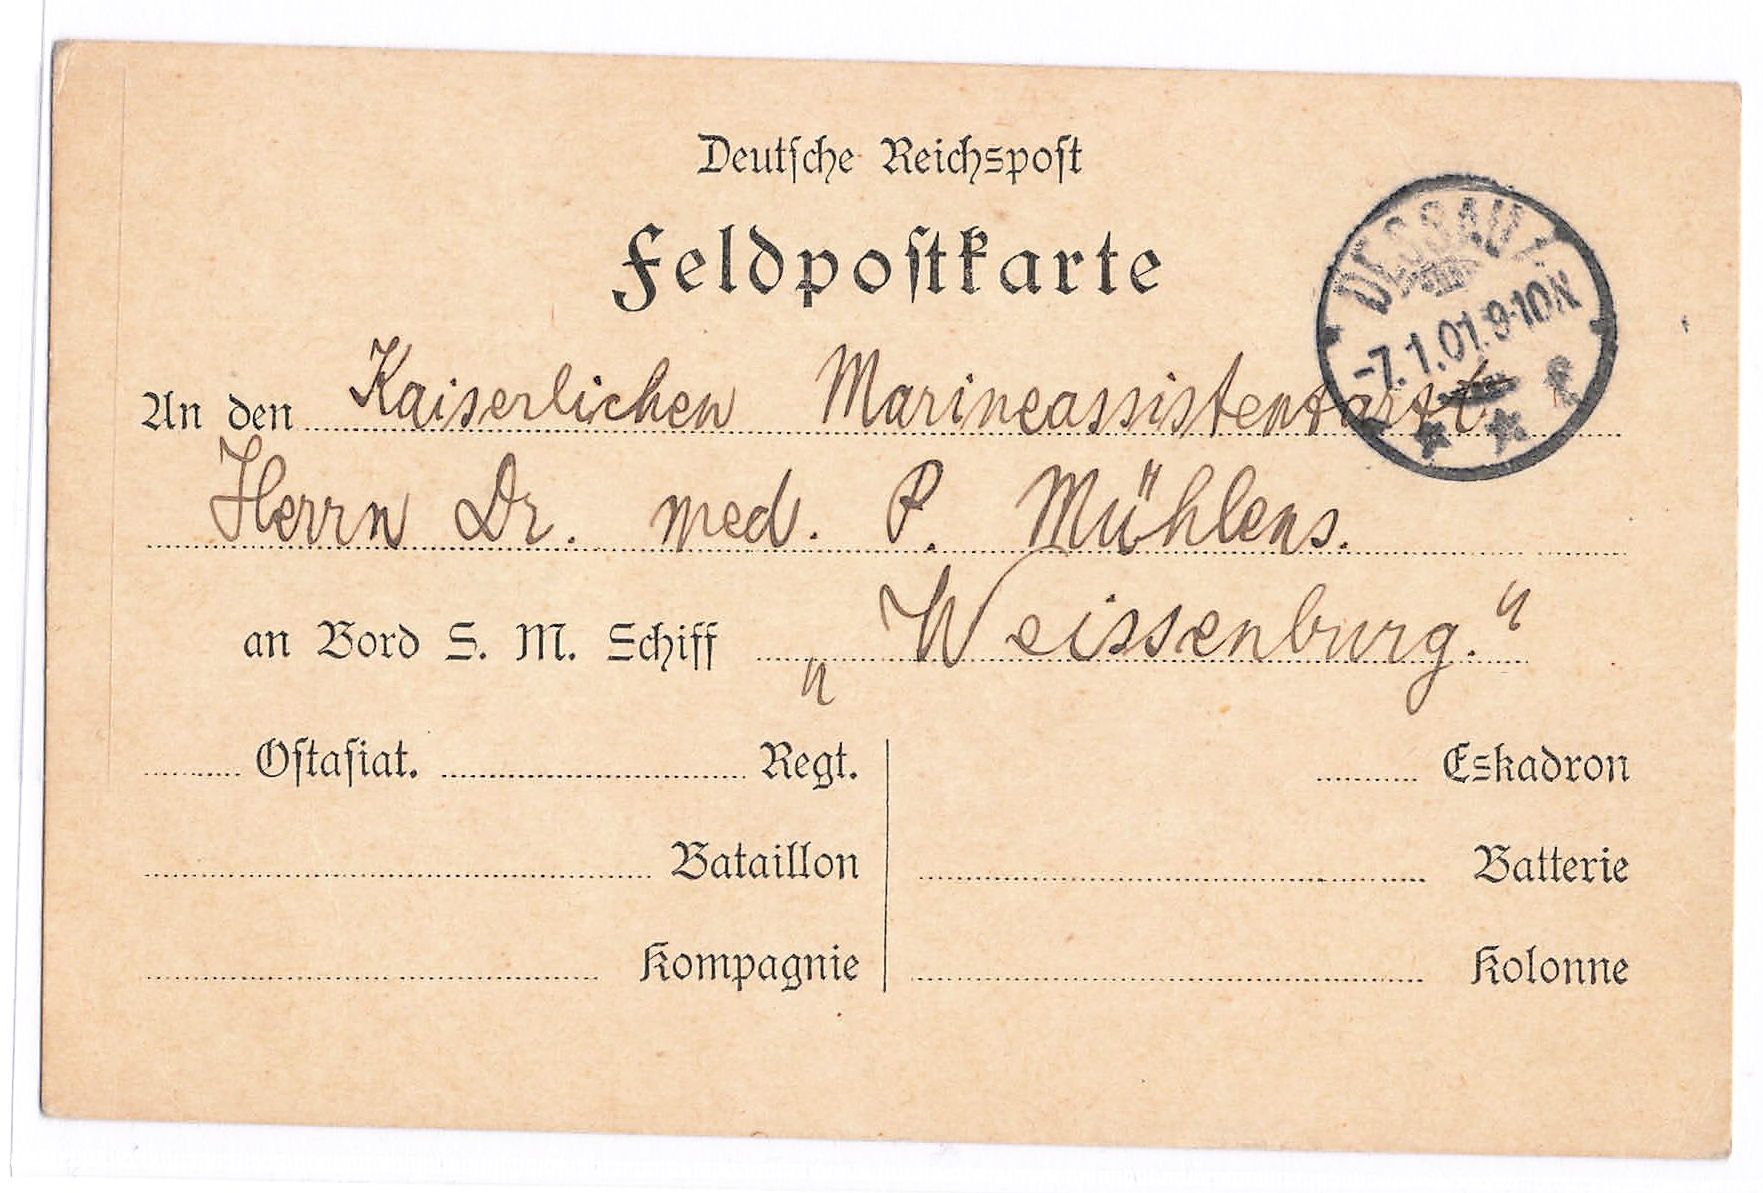 Deutsche Reichspost
Feldpostkarte
DESSAU
-7.1.01.9-10N
* *
An den Kaiserlichen Marineassistentarzt
Herrn Dr. med. P. Mühlens.
an Bord S. M. Schiff „Weissenburg.“
Ostasiat. Regt.
Eskadron
Bataillon
Batterie
Kompagnie
Kolonne